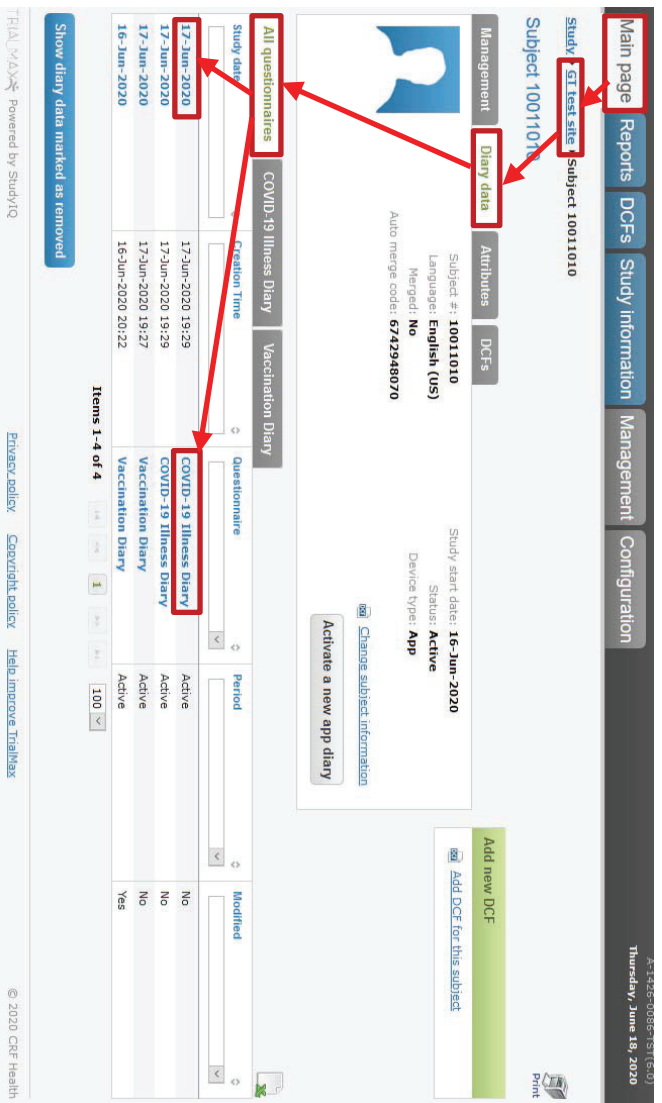 A-1426-0086-TST(6.0)
Thursday, June 18, 2020
Main page Reports DCFs Study information Management Configuration
Study GT test site Subject 10011010
Print
Subject 10011010
Management Diary data Attributes DCFs
Add new DCF
Subject #: 10011010 Study start date: 16-Jun-2020
Add DCF for this subject
Language: English (US) Status: Active
Merged: No Device type: App
Auto merge code: 6742948070
Change subject information
Activate a new app diary
All questionnaires COVID-19 Illness Diary Vaccination Diary
Study date Creation Time Questionnaire Period Modified
17-Jun-2020 17-Jun-2020 19:29 COVID-19 Illness Diary Active No
17-Jun-2020 17-Jun-2020 19:29 COVID-19 Illness Diary Active No
17-Jun-2020 17-Jun-2020 19:27 Vaccination Diary Active No
16-Jun-2020 16-Jun-2020 20:22 Vaccination Diary Active Yes
Items 1-4 of 4 1 100
Show diary data marked as removed
TRIALMAX Powered by StudyIQ Privacy policy Copyright policy Help improve TrialMax © 2020 CRF Health